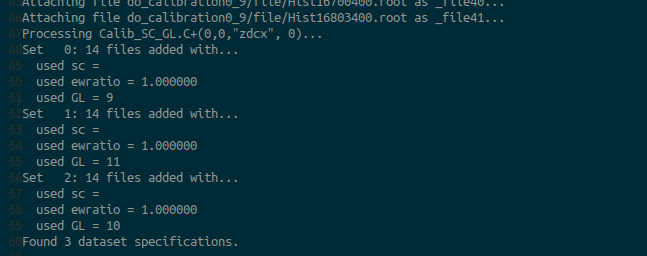 45Attaching file do_calibration0_9/file/Hist16700400.root as _file40...
46Attaching file do_calibration0_9/file/Hist16803400.root as _file41...
47Processing Calib_SC_GL.C+(0,0,"zdcx", 0)...
48Set   0: 14 files added with...
49  used sc =
50  used ewratio = 1.000000
51  used GL = 9
52Set   1: 14 files added with...
53  used sc =
54  used ewratio = 1.000000
55  used GL = 11
56Set   2: 14 files added with...
57  used sc =
58  used ewratio = 1.000000
59  used GL = 10
60Found 3 dataset specifications.